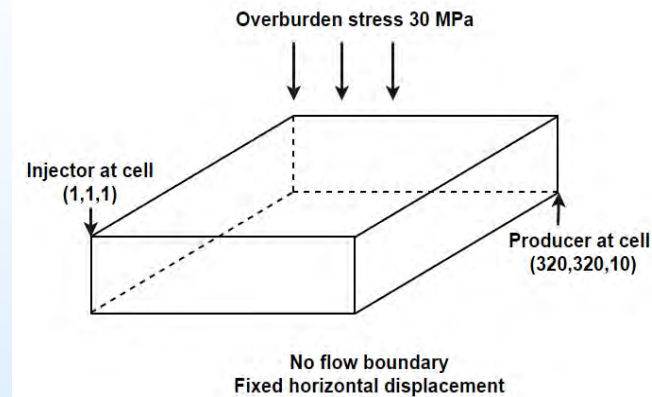 Overburden stress 30 MPa
Injector at cell
(1,1,1)
Producer at cell
(320,320,10)
No flow boundary
Fixed horizontal displacement